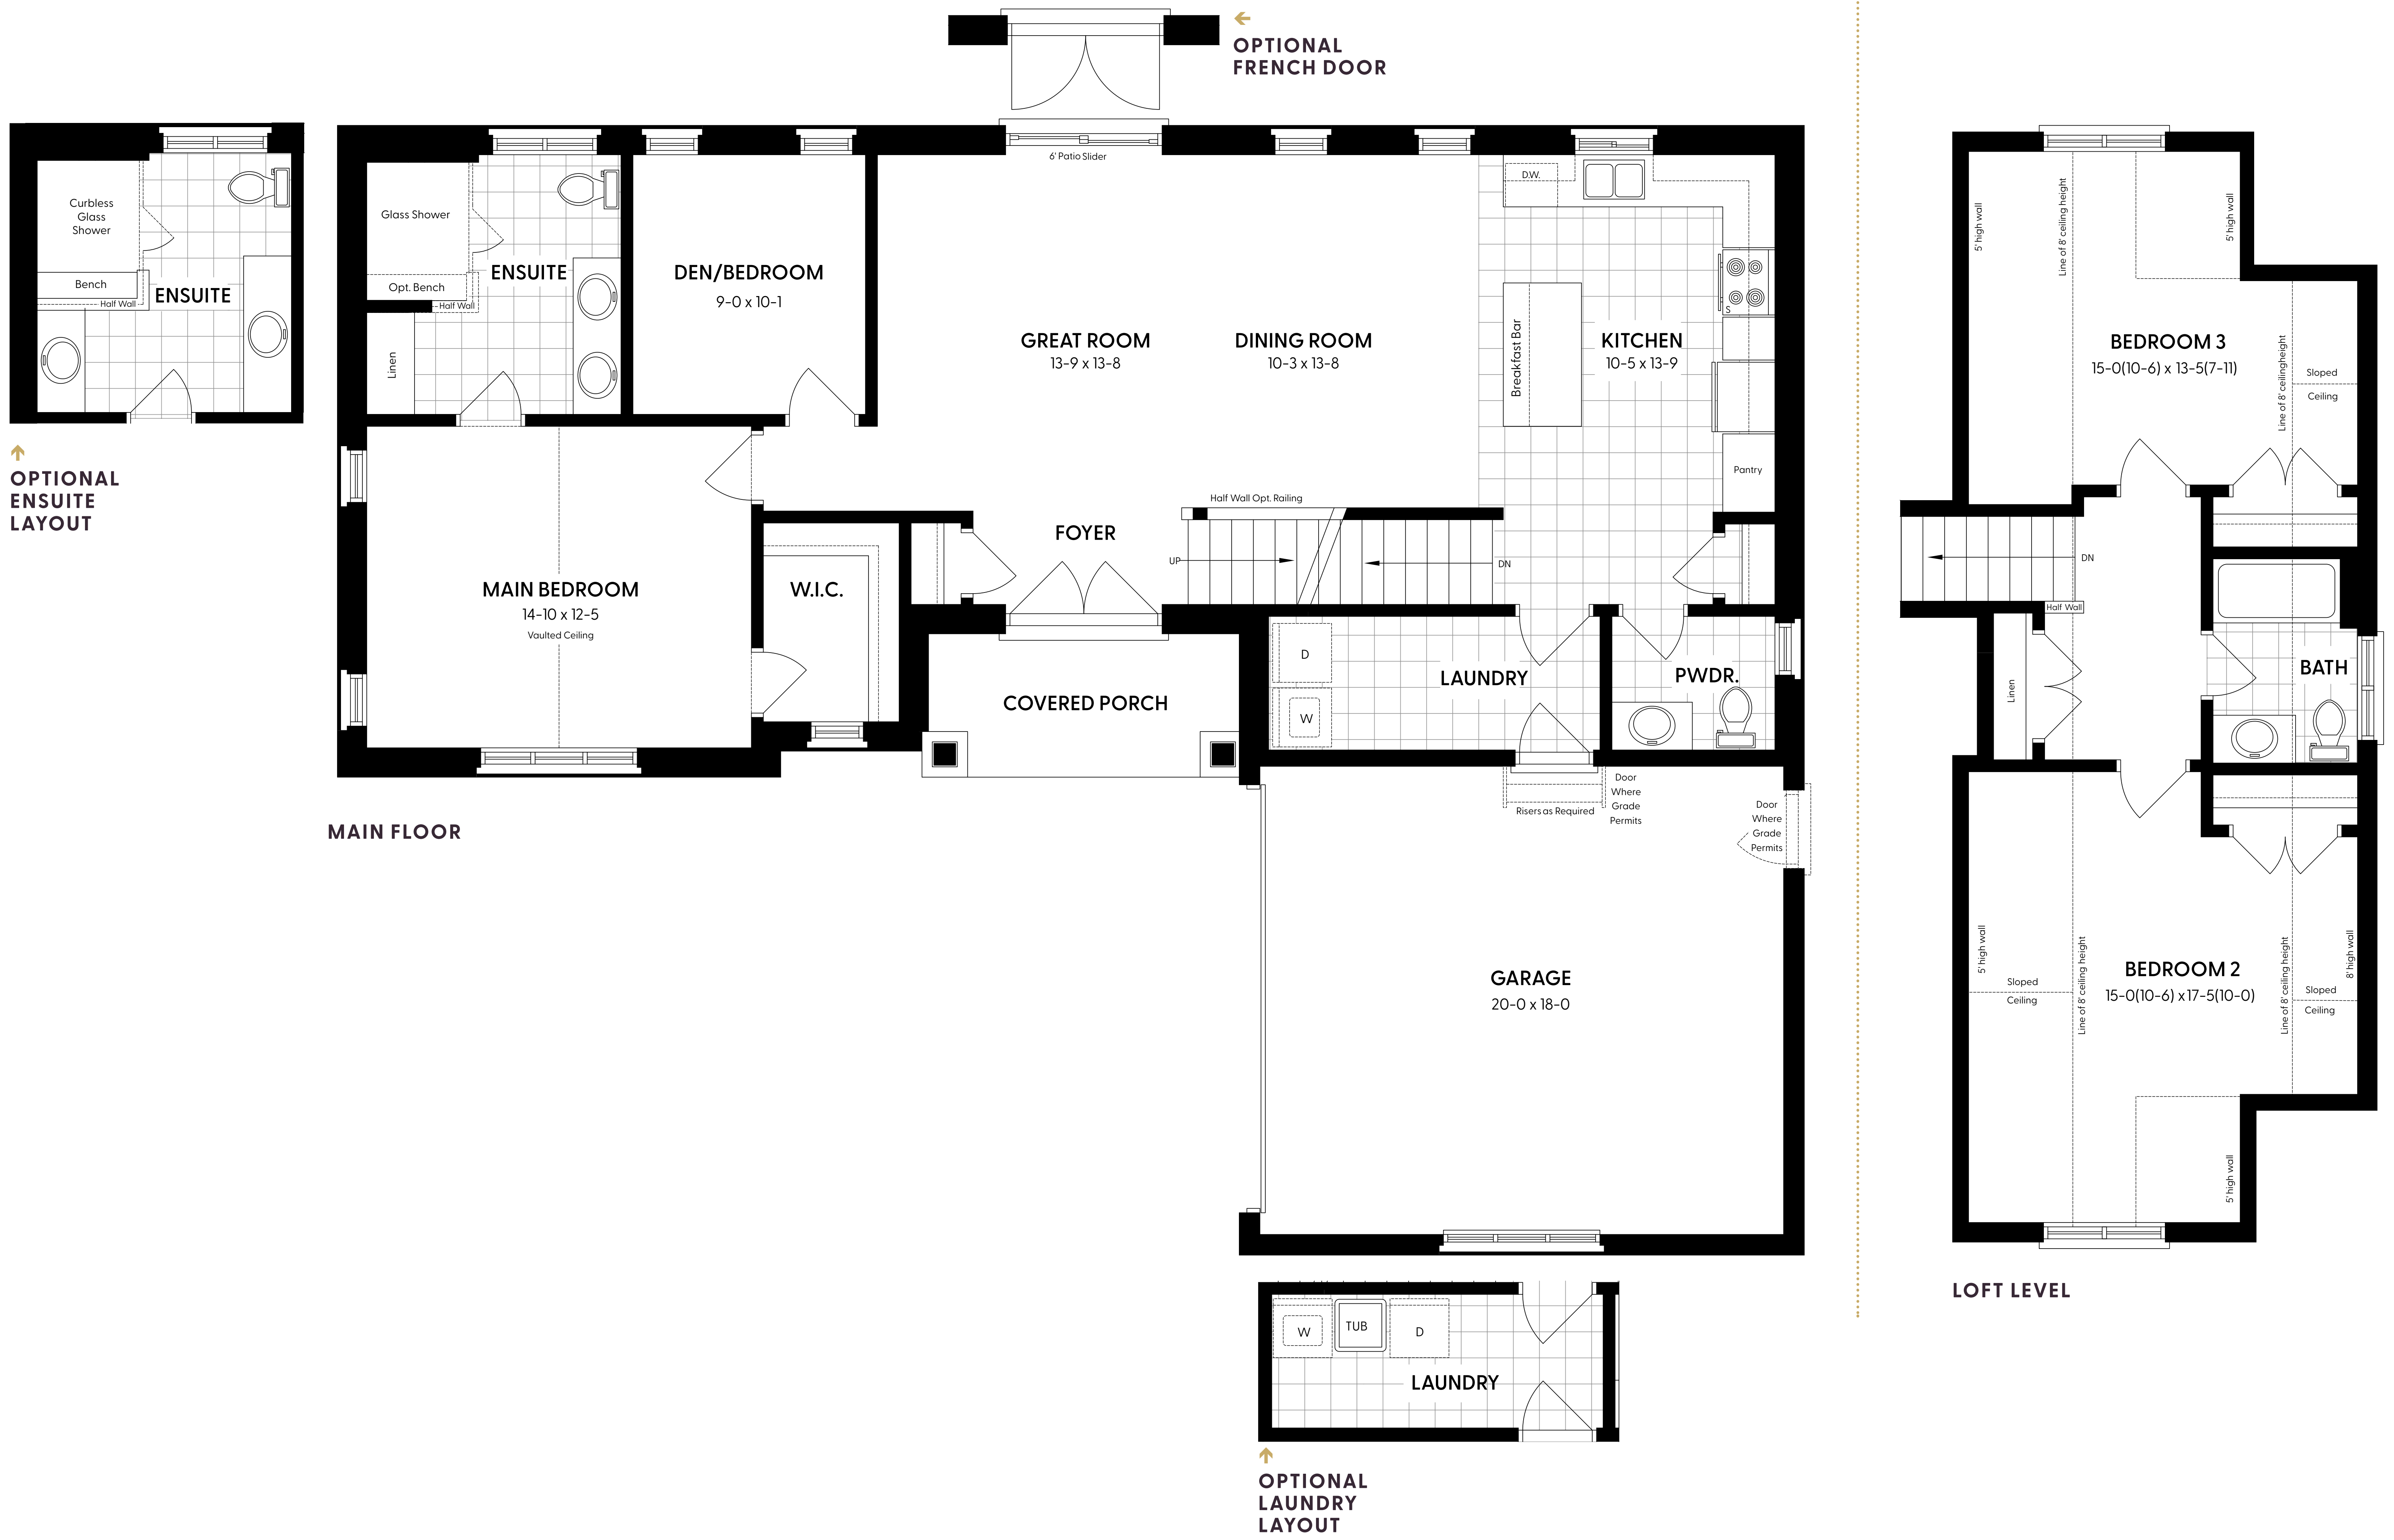 OPTIONAL
FRENCH DOOR
Curbless
Glass
Shower
Bench
Half Wall
ENSUITE
OPTIONAL
ENSUITE
LAYOUT
Glass Shower
Opt. Bench
Half Wall
ENSUITE
Linen
DEN/BEDROOM
9-0 x 10-1
6' Patio Slider
GREAT ROOM
13-9 x 13-8
DINING ROOM
10-3 x 13-8
D.W.
Breakfast Bar
KITCHEN
10-5 x 13-9
S
Pantry
Half Wall Opt. Railing
FOYER
UP
DN
MAIN BEDROOM
14-10 x 12-5
Vaulted Ceiling
W.I.C.
COVERED PORCH
D
W
LAUNDRY
PWDR.
Risers as Required
Door
Where
Grade
Permits
Door
Where
Grade
Permits
MAIN FLOOR
GARAGE
20-0 x 18-0
W
TUB
D
LAUNDRY
OPTIONAL
LAUNDRY
LAYOUT
5' high wall
Line of 8' ceiling height
5' high wall
BEDROOM 3
15-0(10-6) x 13-5(7-11)
Line of 8' ceilingheight
Sloped
Ceiling
DN
Half Wall
Linen
BATH
5' high wall
Sloped
Ceiling
Line of 8' ceiling height
BEDROOM 2
15-0(10-6) x 17-5(10-0)
Line of 8' ceiling height
8' high wall
Sloped
Ceiling
5' high wall
LOFT LEVEL